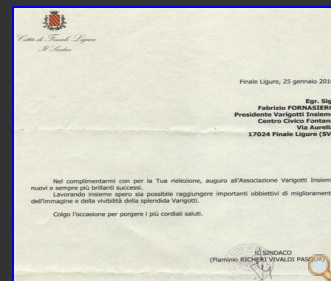 Città di Finale Ligure
Il Sindaco
Finale Ligure, 25 gennaio 201
Egr. Sig
Fabrizio FORNASIERO
Presidente Varigotti Insiem
Centro Civico Fontan
Via Aureli
17024 Finale Ligure (SV
Nel complimentarmi con per la Tua rielezione, auguro all'Associazione Varigotti Insiem
nuovi e sempre più brillanti successi.
Lavorando insieme spero sia possibile raggiungere importanti obbiettivi di migliorament
dell'immagine e della vivibilità della splendida Varigotti.
Colgo l'occasione per porgere i più cordiali saluti.
IL SINDACO
(Flaminio RICHERI VIVALDI PASQUA